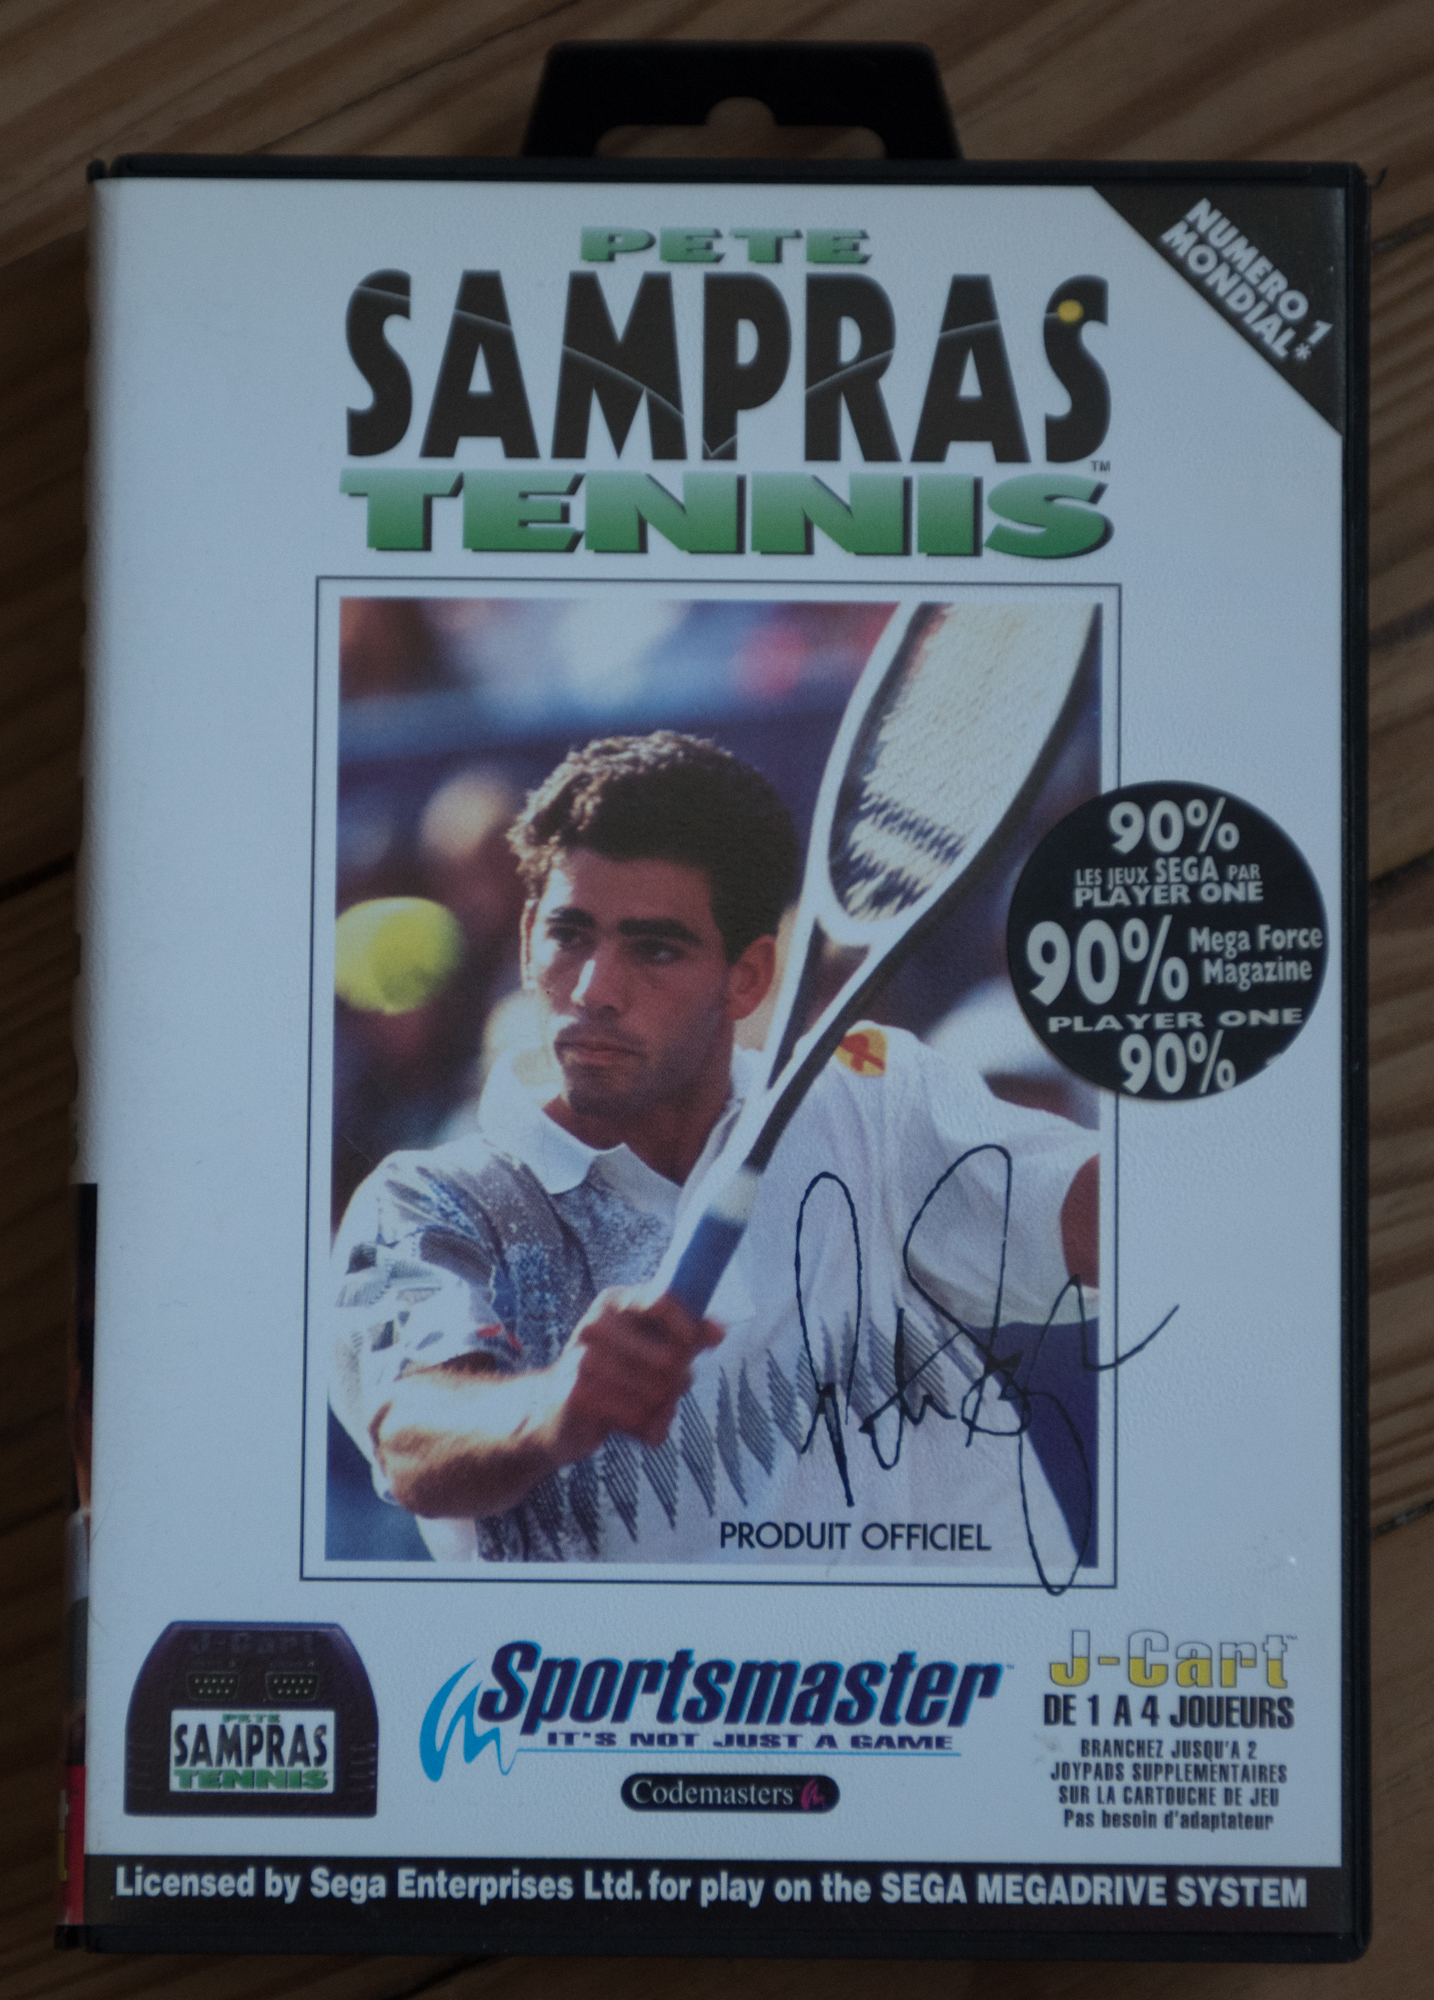 NUMERO 1
MONDIAL*
PETE
SAMPRAS
TM
TENNIS
90%
LES JEUX SEGA PAR
PLAYER ONE
90% Mega Force
Magazine
PLAYER ONE
90%
PRODUIT OFFICIEL
J-Cart
PETE
SAMPRAS
TENNIS
Sportsmaster™
IT'S NOT JUST A GAME
Codemasters
J-Cart™
DE 1 A 4 JOUEURS
BRANCHEZ JUSQU'A 2
JOYPADS SUPPLEMENTAIRES
SUR LA CARTOUCHE DE JEU
Pas besoin d'adaptateur
Licensed by Sega Enterprises Ltd. for play on the SEGA MEGADRIVE SYSTEM